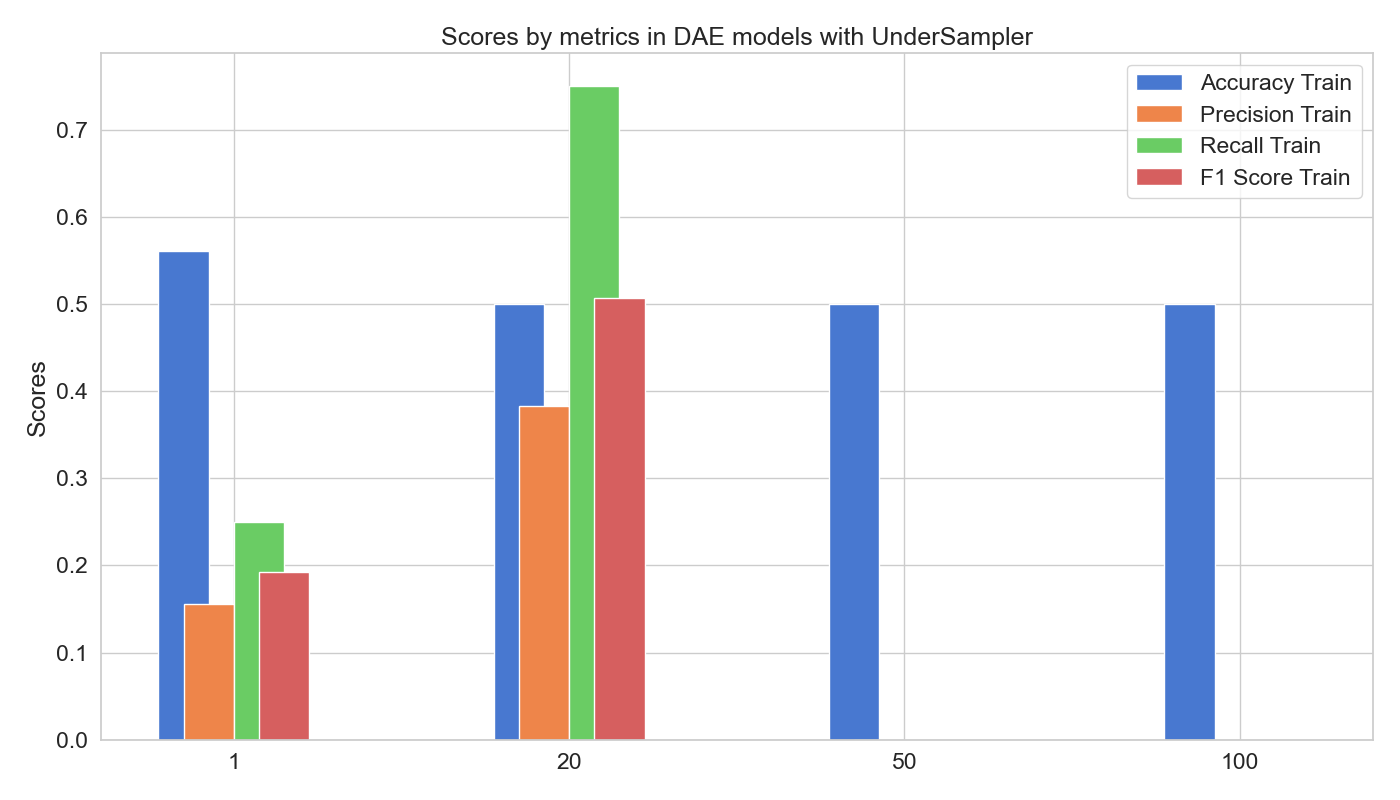 Scores by metrics in DAE models with UnderSampler
Accuracy Train
Precision Train
Recall Train
F1 Score Train
Scores
0.7
0.6
0.5
0.4
0.3
0.2
0.1
0.0
1
20
50
100